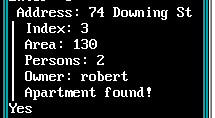 Address: 74 Downing St
Index: 3
Area: 130
Persons: 2
Owner: robert
Apartment found!
Yes